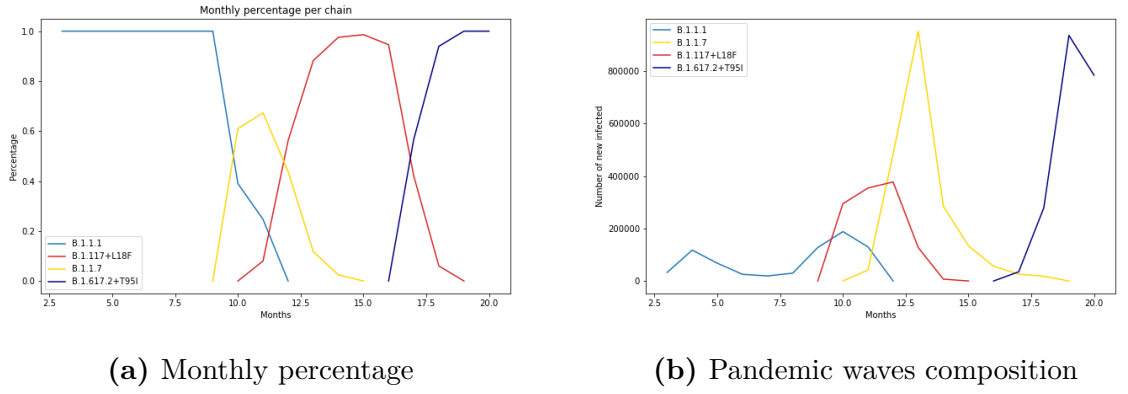 Monthly percentage per chain
Percentage
1.0
0.8
0.6
0.4
0.2
0.0
B.1.1.1
B.1.117+L18F
B.1.1.7
B.1.617.2+T95I
2.5 5.0 7.5 10.0 12.5 15.0 17.5 20.0
Months
(a) Monthly percentage
B.1.1.1
B.1.1.7
B.1.117+L18F
B.1.617.2+T95I
Number of new infected
800000
600000
400000
200000
0
2.5 5.0 7.5 10.0 12.5 15.0 17.5 20.0
Months
(b) Pandemic waves composition